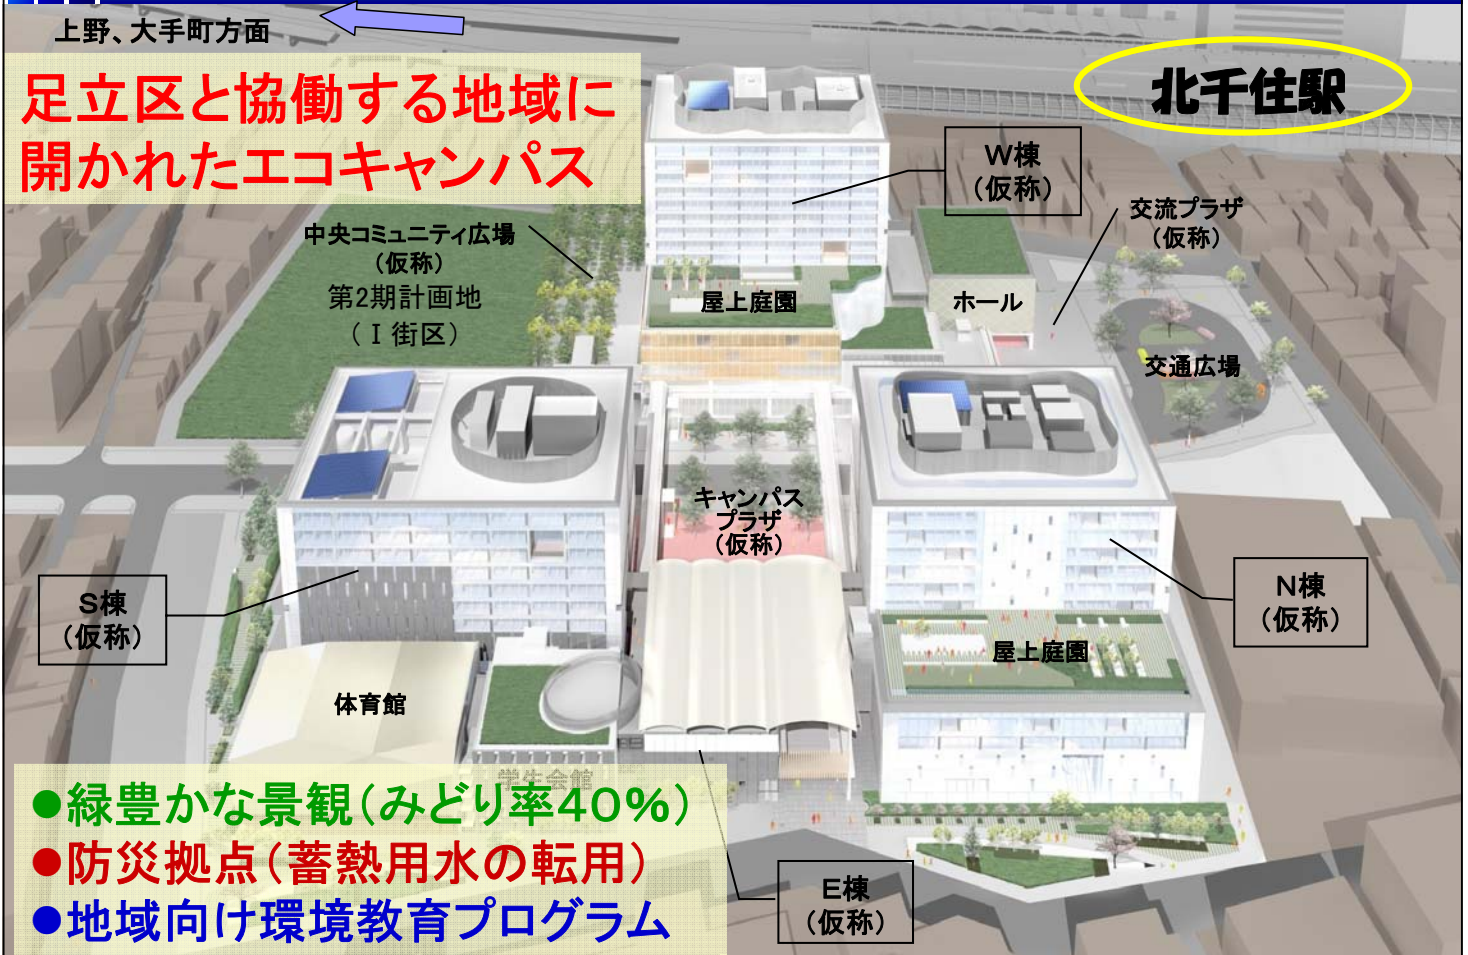 上野、大手町方面
足立区と協働する地域に
開かれたエコキャンパス
北千住駅
W棟
(仮称)
交流プラザ
(仮称)
中央コミュニティ広場
(仮称)
第2期計画地
(Ⅰ街区)
屋上庭園
ホール
交通広場
キャンパス
プラザ
(仮称)
S棟
(仮称)
N棟
(仮称)
屋上庭園
体育館
学生会館
●緑豊かな景観(みどり率40%)
●防災拠点(蓄熱用水の転用)
●地域向け環境教育プログラム
E棟
(仮称)